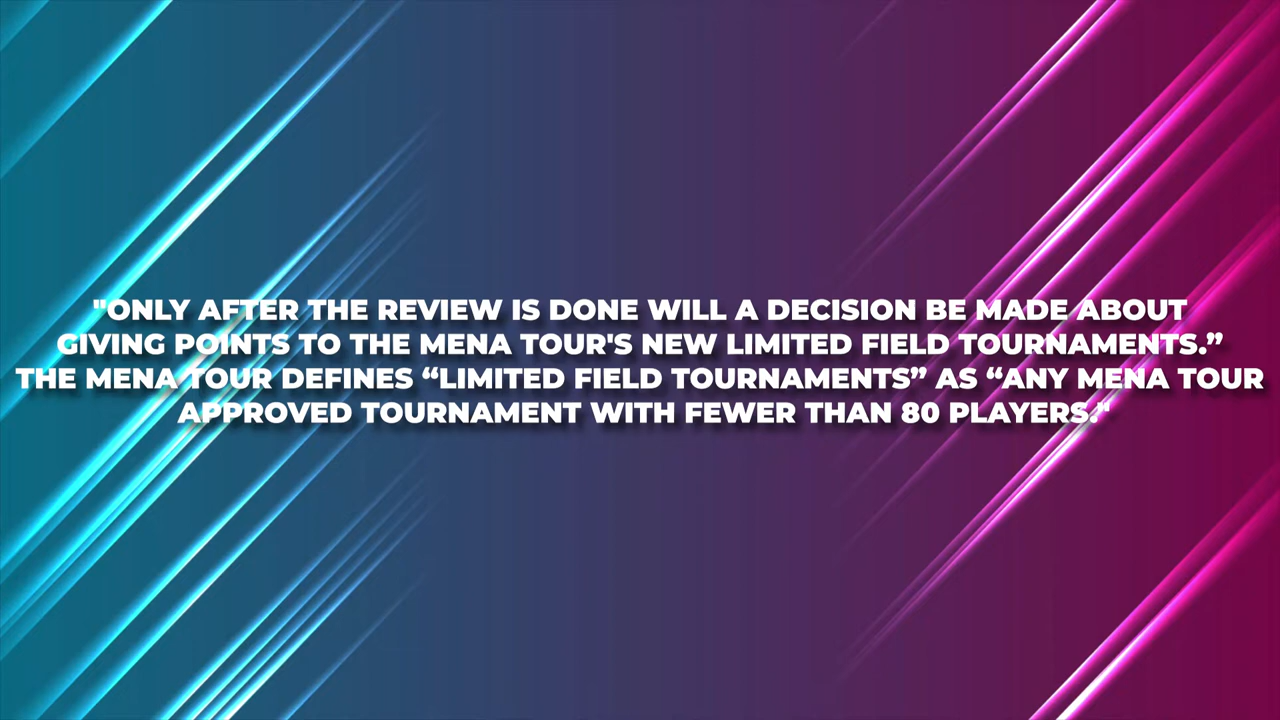 "ONLY AFTER THE REVIEW IS DONE WILL A DECISION BE MADE ABOUT
GIVING POINTS TO THE MENA TOUR'S NEW LIMITED FIELD TOURNAMENTS.”
THE MENA TOUR DEFINES “LIMITED FIELD TOURNAMENTS” AS “ANY MENA TOUR
APPROVED TOURNAMENT WITH FEWER THAN 80 PLAYERS."